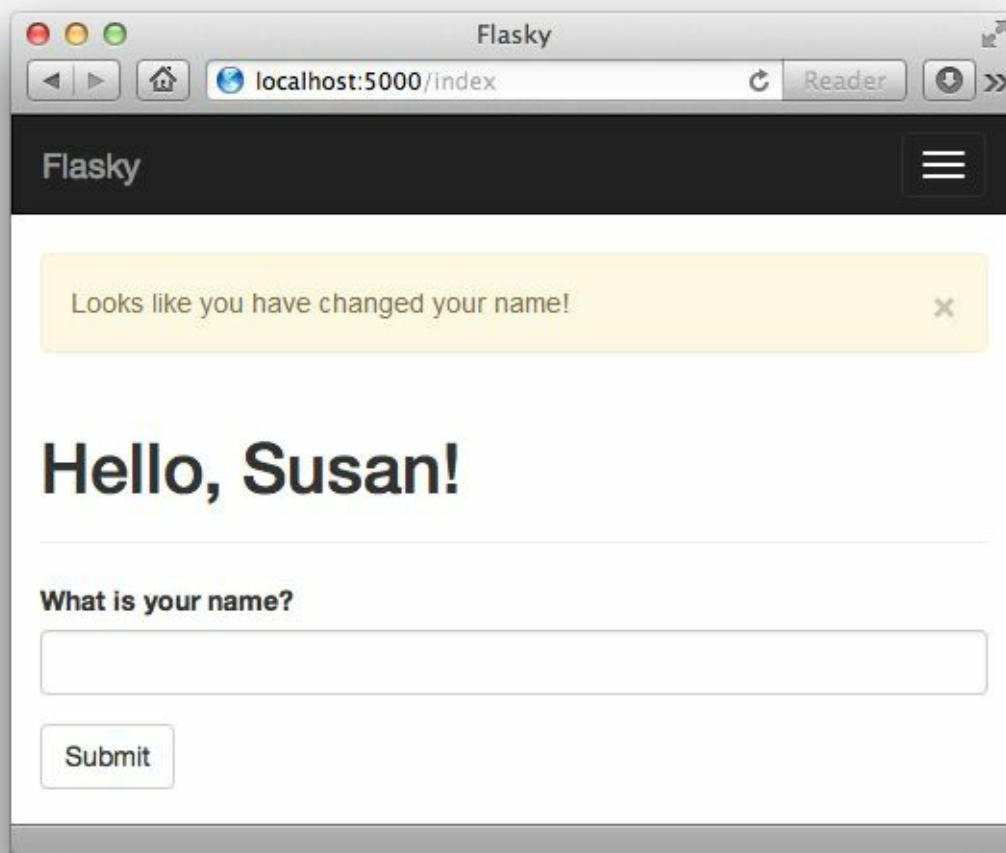 Flasky
localhost:5000/index
Reader
Flasky
Looks like you have changed your name!
×
Hello, Susan!
What is your name?
Submit